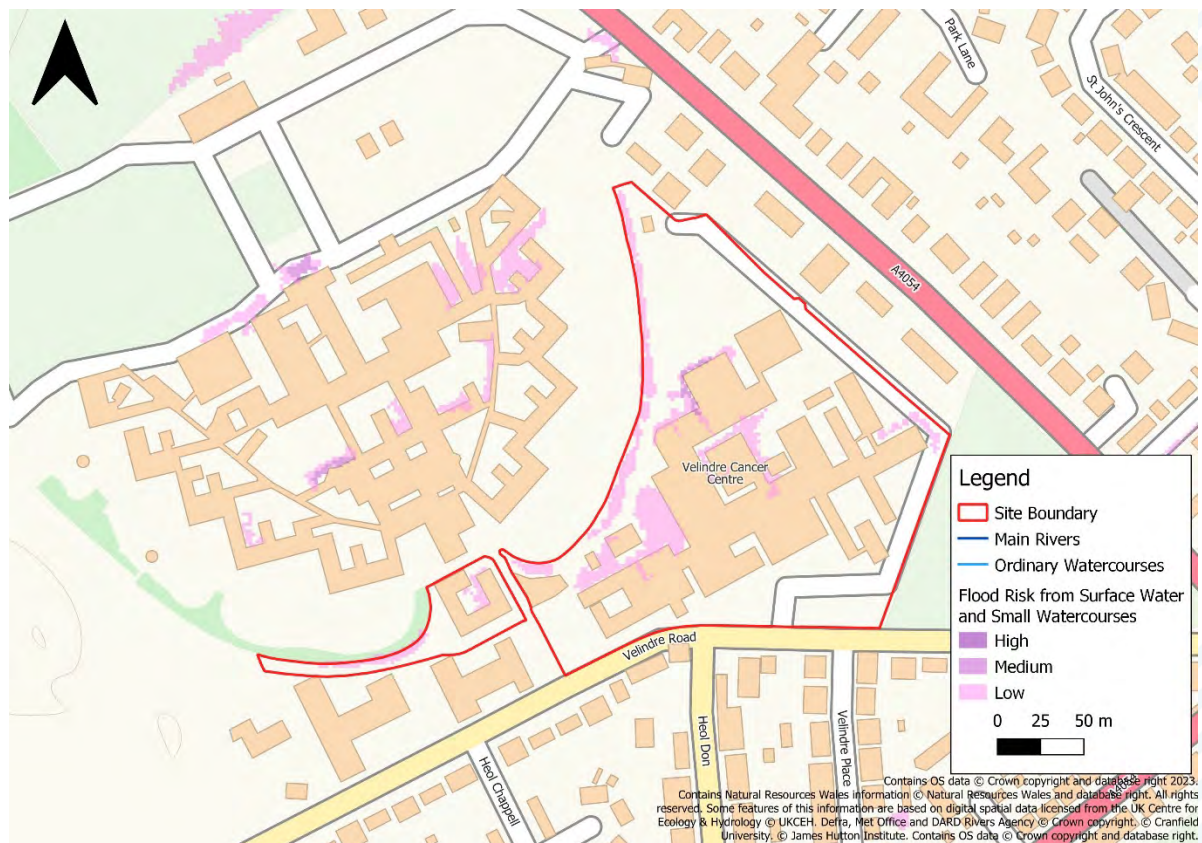 Park Lane
St John's Crescent
A4054
Velindre Cancer
Centre
Velindre Road
Heol Don
Velindre Place
Heol Chappell
Legend
Site Boundary
Main Rivers
Ordinary Watercourses
Flood Risk from Surface Water
and Small Watercourses
High
Medium
Low
0 25 50 m
A4054
Contains OS data © Crown copyright and database right 2023.
Contains Natural Resources Wales information © Natural Resources Wales and database right. All rights
reserved. Some features of this information are based on digital spatial data licensed from the UK Centre for
Ecology & Hydrology © UKCEH. Defra, Met Office and DARD Rivers Agency © Crown copyright. © Cranfield
University. © James Hutton Institute. Contains OS data © Crown copyright and database right.